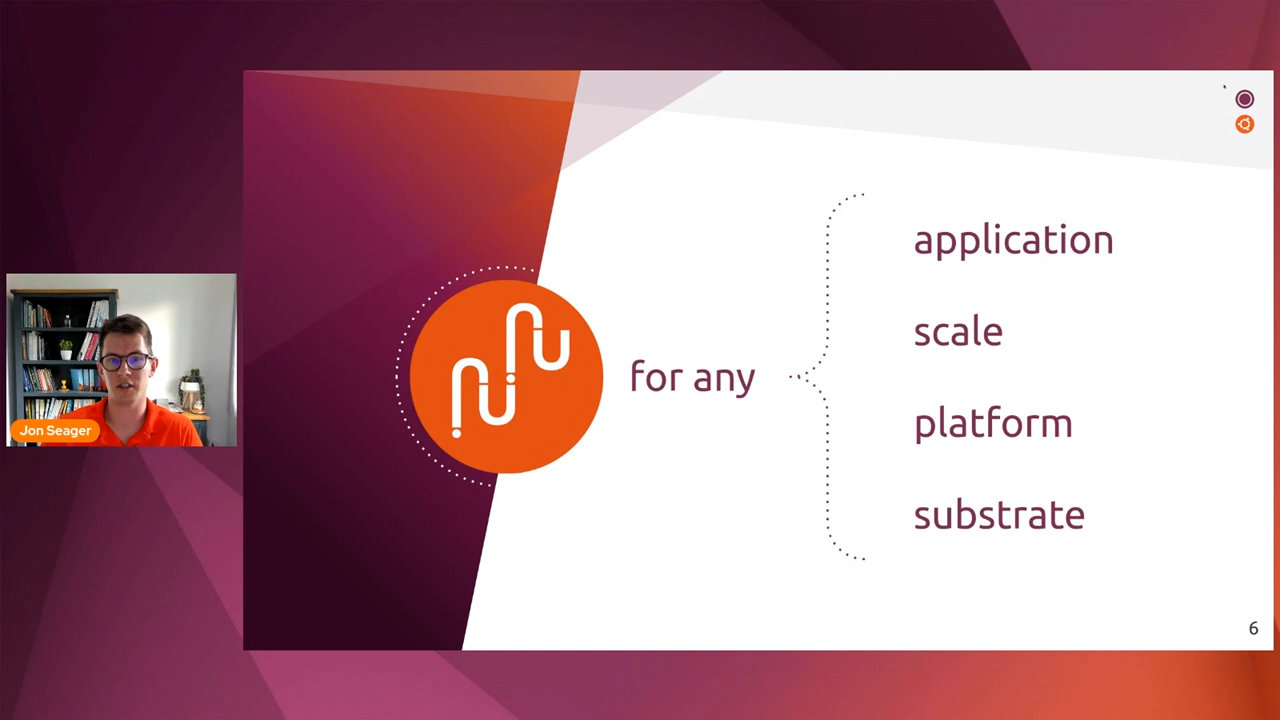 Jon Seager
for any
application
scale
platform
substrate
6